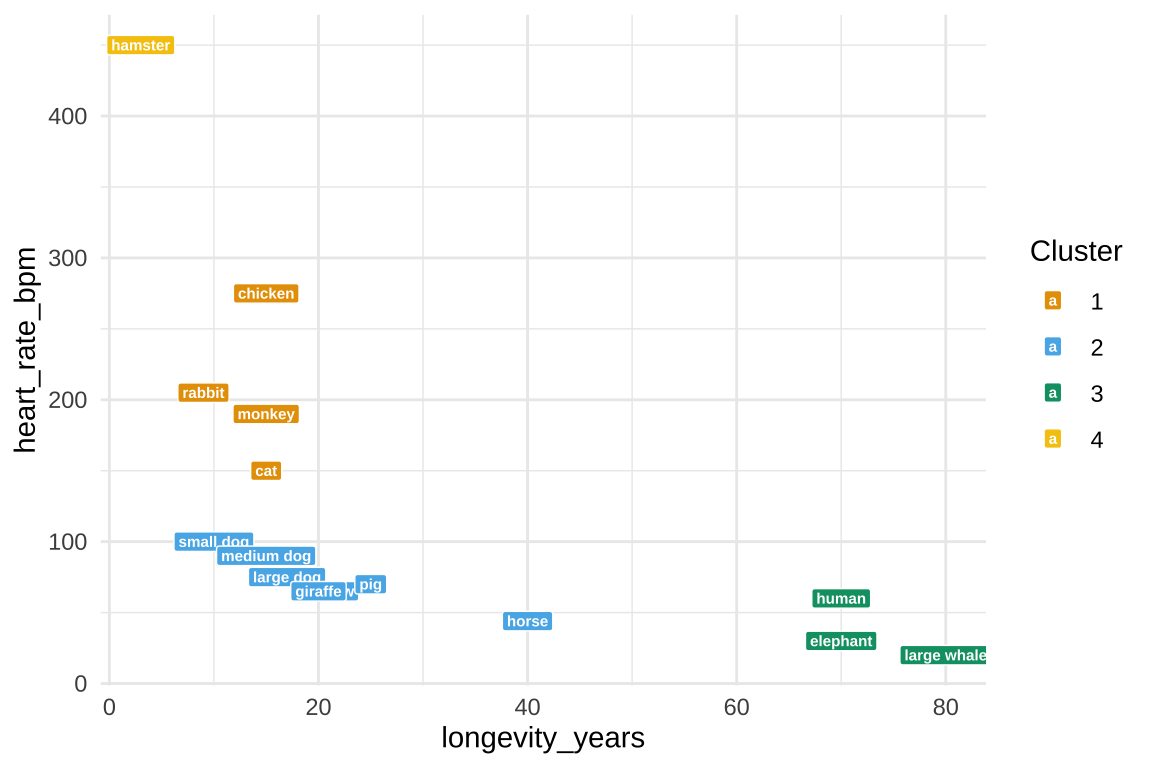 hamster
400
300
chicken
rabbit
200
monkey
cat
100
small dog
medium dog
large dog
giraffe
pig
horse
human
elephant
large whale
0
0 20 40 60 80
longevity_years
heart_rate_bpm
Cluster
a 1
a 2
a 3
a 4